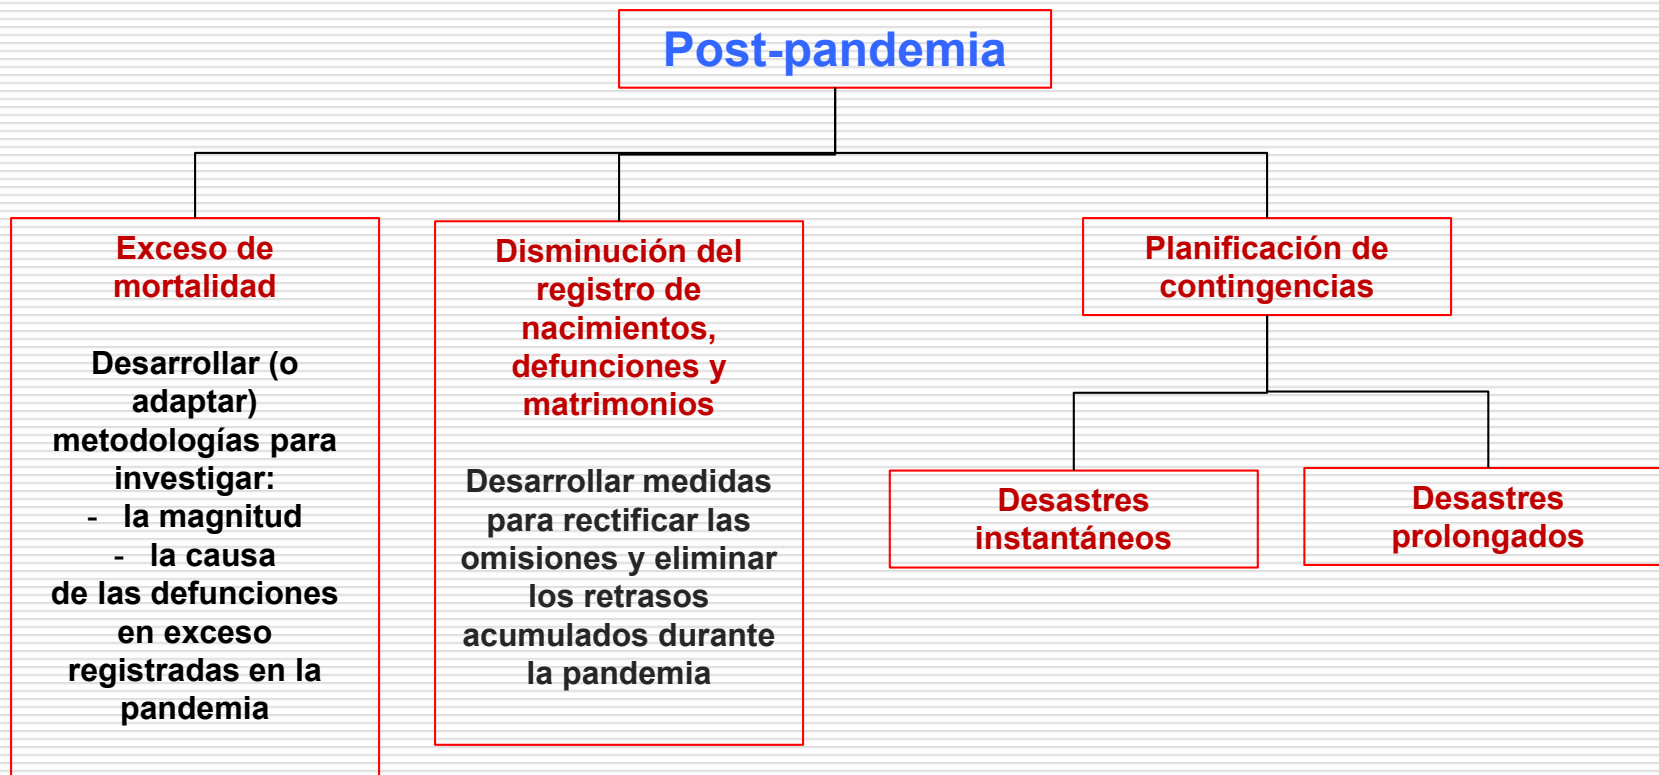 Post-pandemia
Exceso de
mortalidad
Desarrollar (o
adaptar)
metodologías para
investigar:
- la magnitud
- la causa
de las defunciones
en exceso
registradas en la
pandemia
Disminución del
registro de
nacimientos,
defunciones y
matrimonios
Desarrollar medidas
para rectificar las
omisiones y eliminar
los retrasos
acumulados durante
la pandemia
Planificación de
contingencias
Desastres
instantáneos
Desastres
prolongados